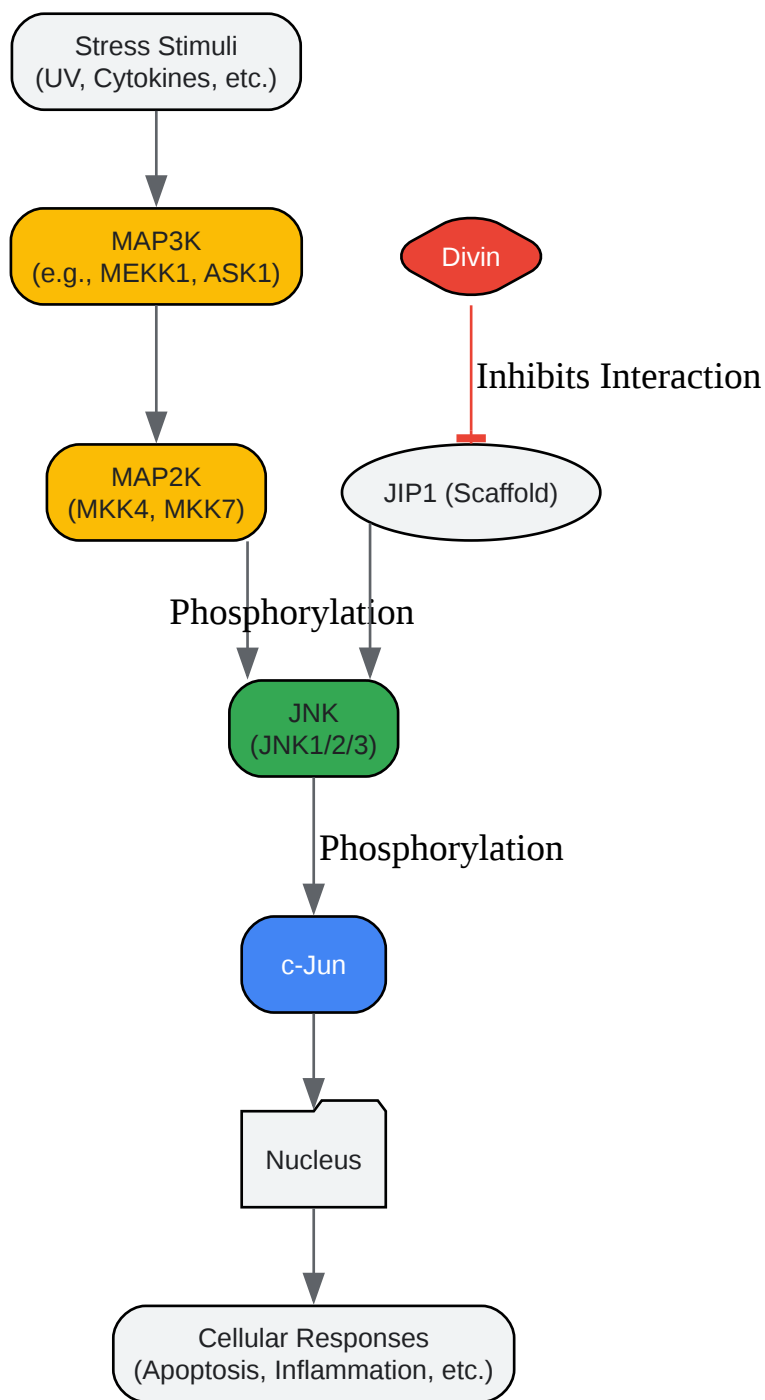 Stress Stimuli
(UV, Cytokines, etc.)
MAP3K
(e.g., MEKK1, ASK1)
Divin
Inhibits Interaction
MAP2K
(MKK4, MKK7)
JIP1 (Scaffold)
Phosphorylation
JNK
(JNK1/2/3)
Phosphorylation
c-Jun
Nucleus
Cellular Responses
(Apoptosis, Inflammation, etc.)